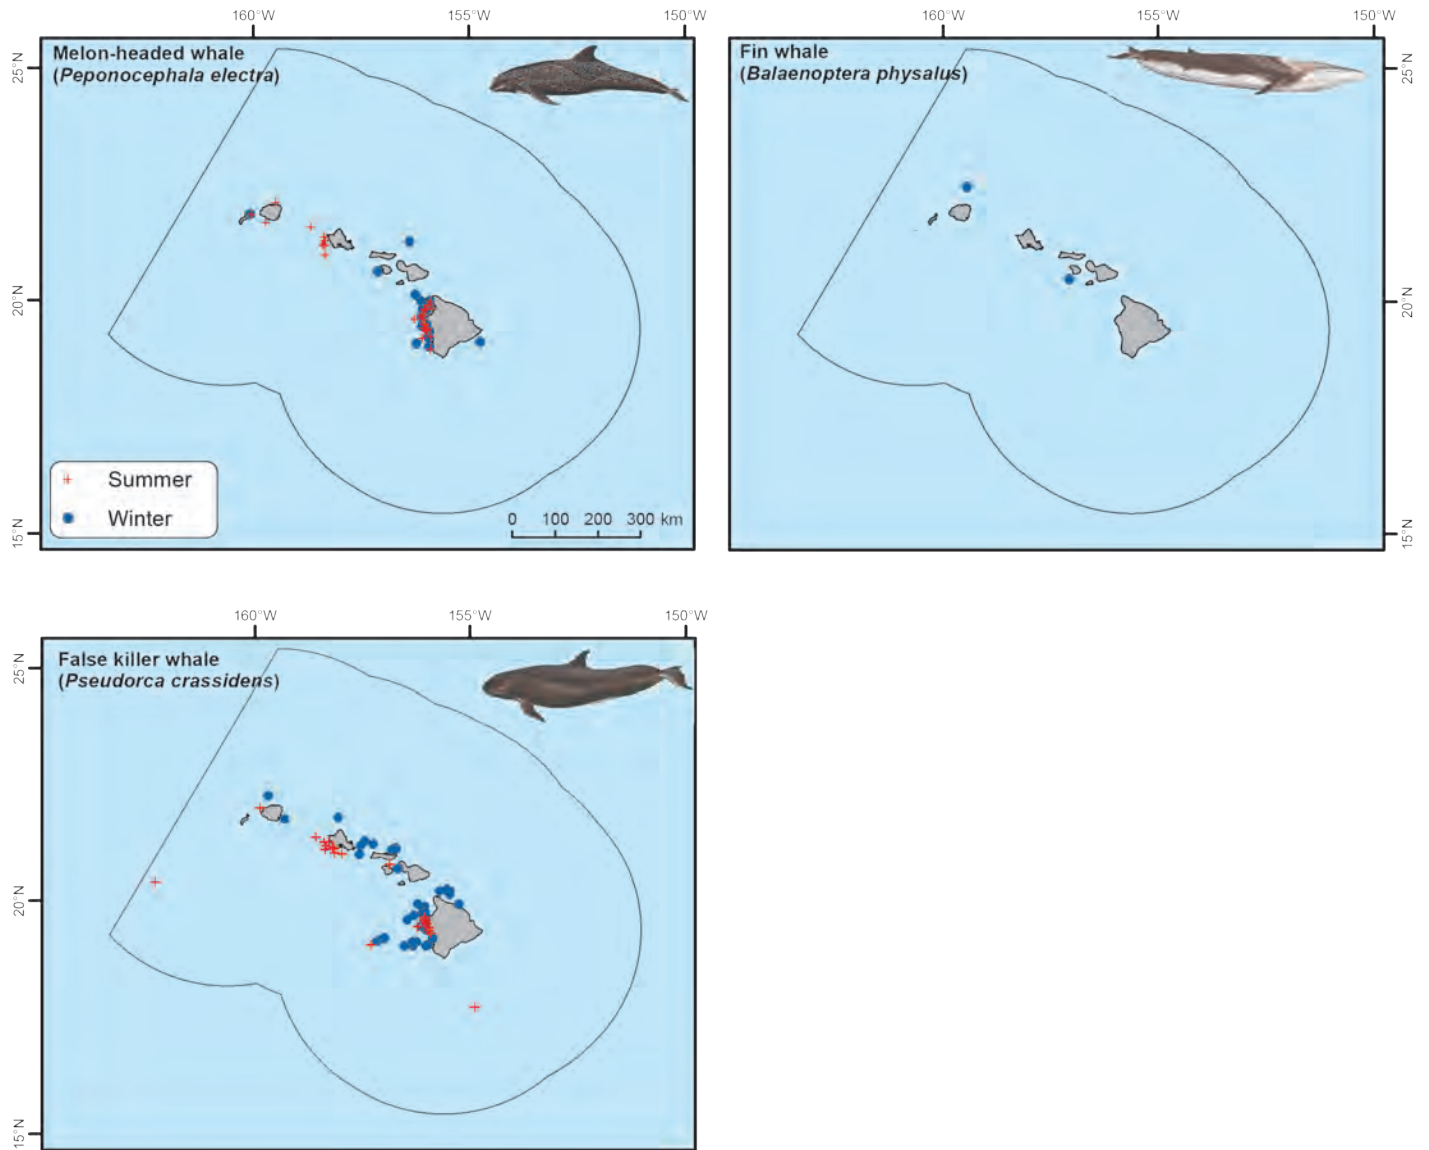 160°W 155°W 150°W
160°W 155°W 150°W
Melon-headed whale
(Peponocephala electra)
25°N
20°N
15°N
Summer
Winter
0 100 200 300 km
Fin whale
(Balaenoptera physalus)
25°N
20°N
15°N
160°W 155°W 150°W
False killer whale
(Pseudorca crassidens)
25°N
20°N
15°N